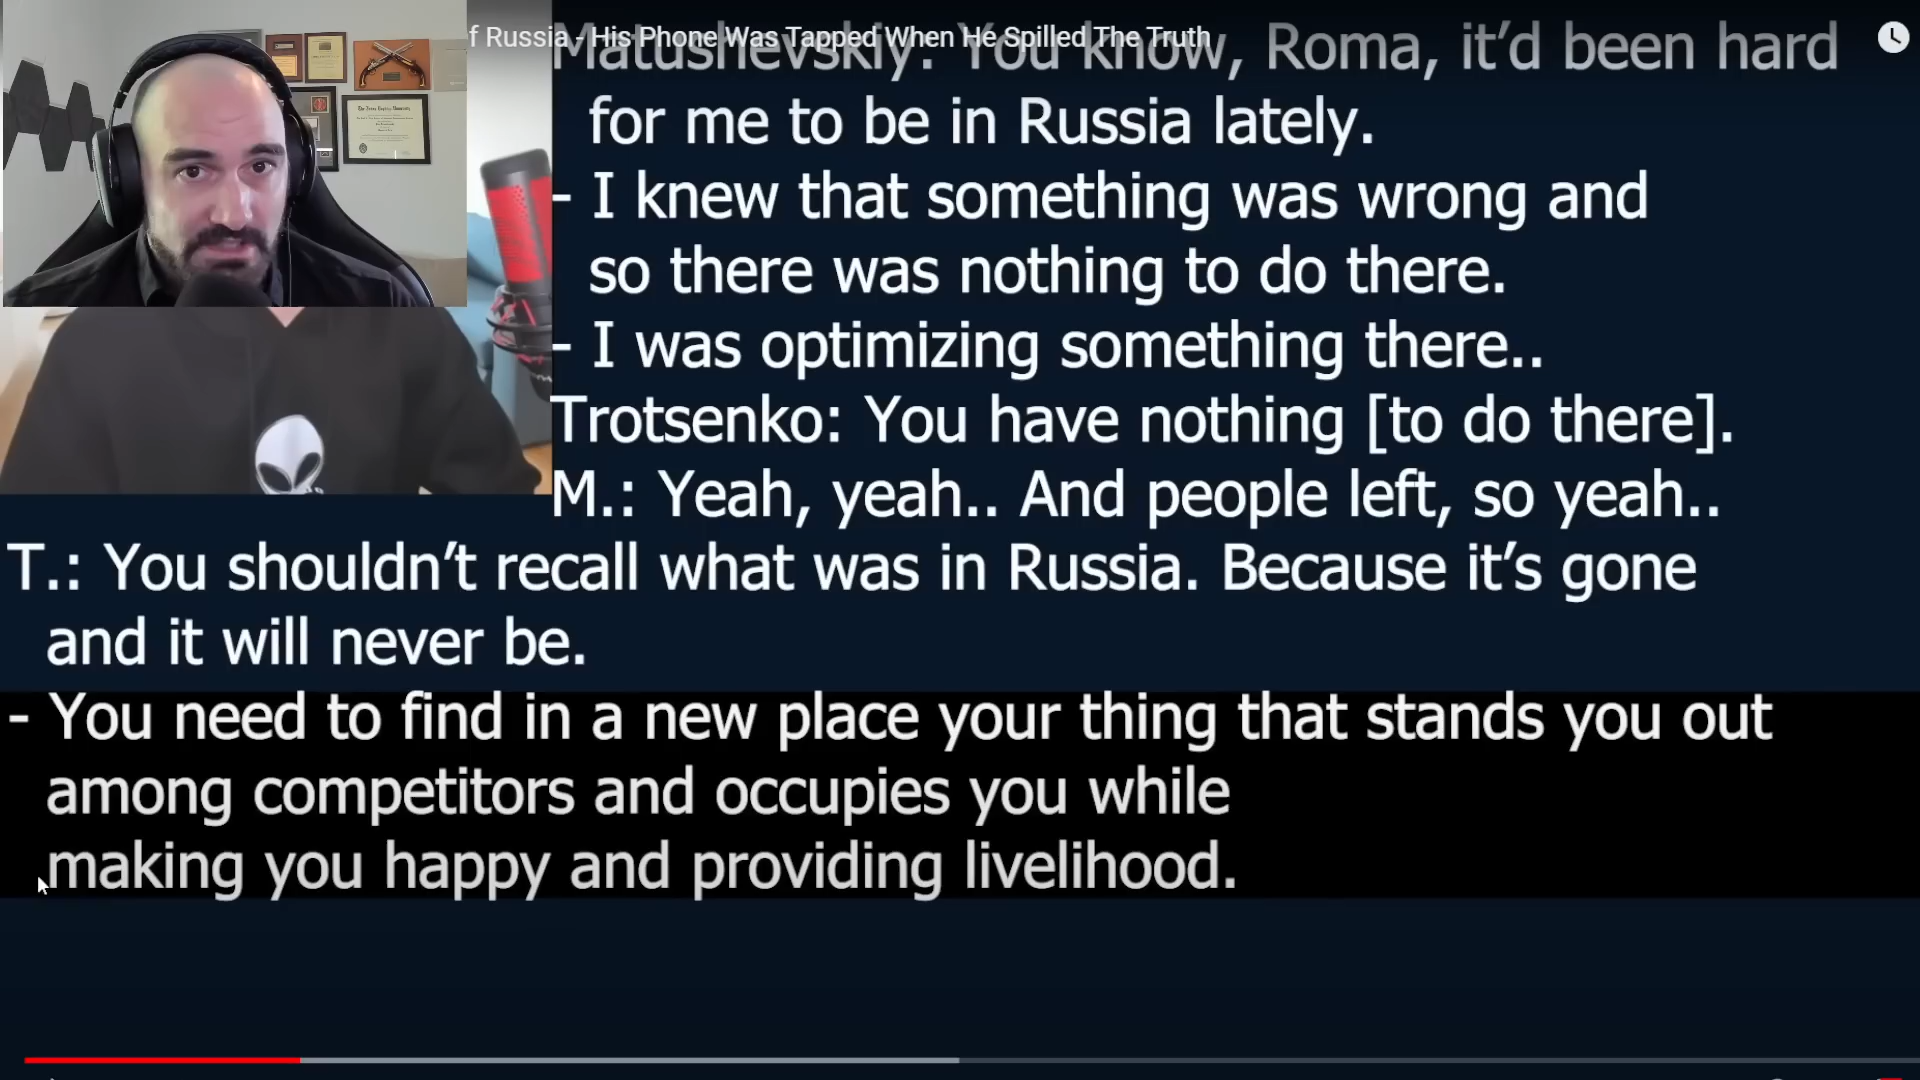 f Russia - His Phone Was Tapped When He Spilled The Truth
Matushevskiy: You know, Roma, it’d been hard
for me to be in Russia lately.
- I knew that something was wrong and
so there was nothing to do there.
- I was optimizing something there..
Trotsenko: You have nothing [to do there].
M.: Yeah, yeah.. And people left, so yeah..
T.: You shouldn’t recall what was in Russia. Because it’s gone
and it will never be.
- You need to find in a new place your thing that stands you out
among competitors and occupies you while
making you happy and providing livelihood.